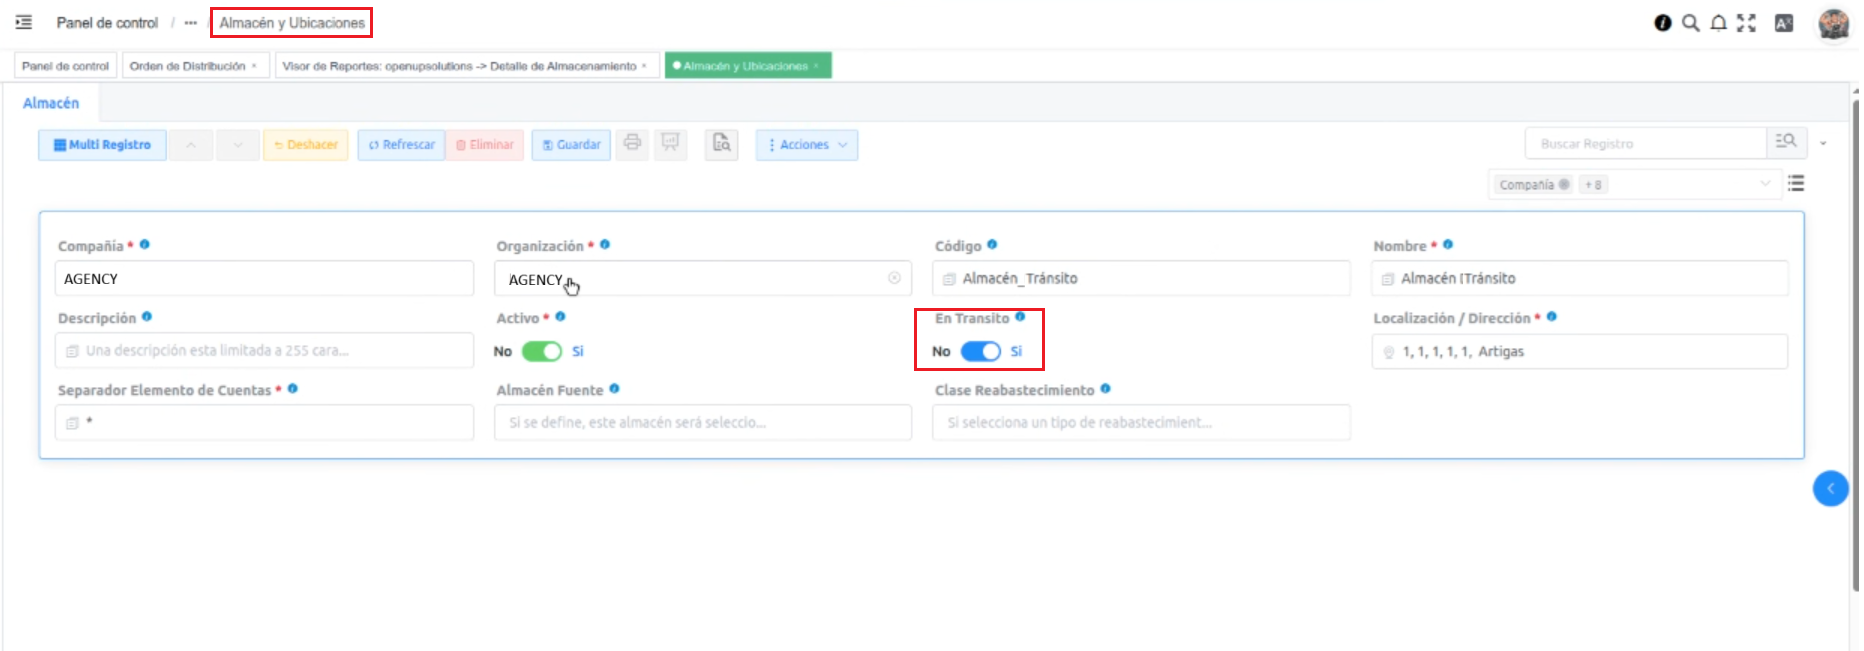 Panel de control / ••• / Almacén y Ubicaciones
Panel de control Orden de Distribución × Visor de Reportes: openupsolutions -> Detalle de Almacenamiento × Almacén y Ubicaciones ×
Almacén
Multi Registro Deshacer Refrescar Eliminar Guardar Acciones Buscar Registro
Compañía + 8
Compañía * Organización * Código Nombre *
AGENCY AGENCY Almacén_Tránsito Almacén [Tránsito
Descripción Activo * En Transito Localización / Dirección *
Una descripción esta limitada a 255 cara... No Si No Si 1, 1, 1, 1, 1, Artigas
Separador Elemento de Cuentas * Almacén Fuente Clase Reabastecimiento
* Si se define, este almacén será seleccio... Si selecciona un tipo de reabastecimient...